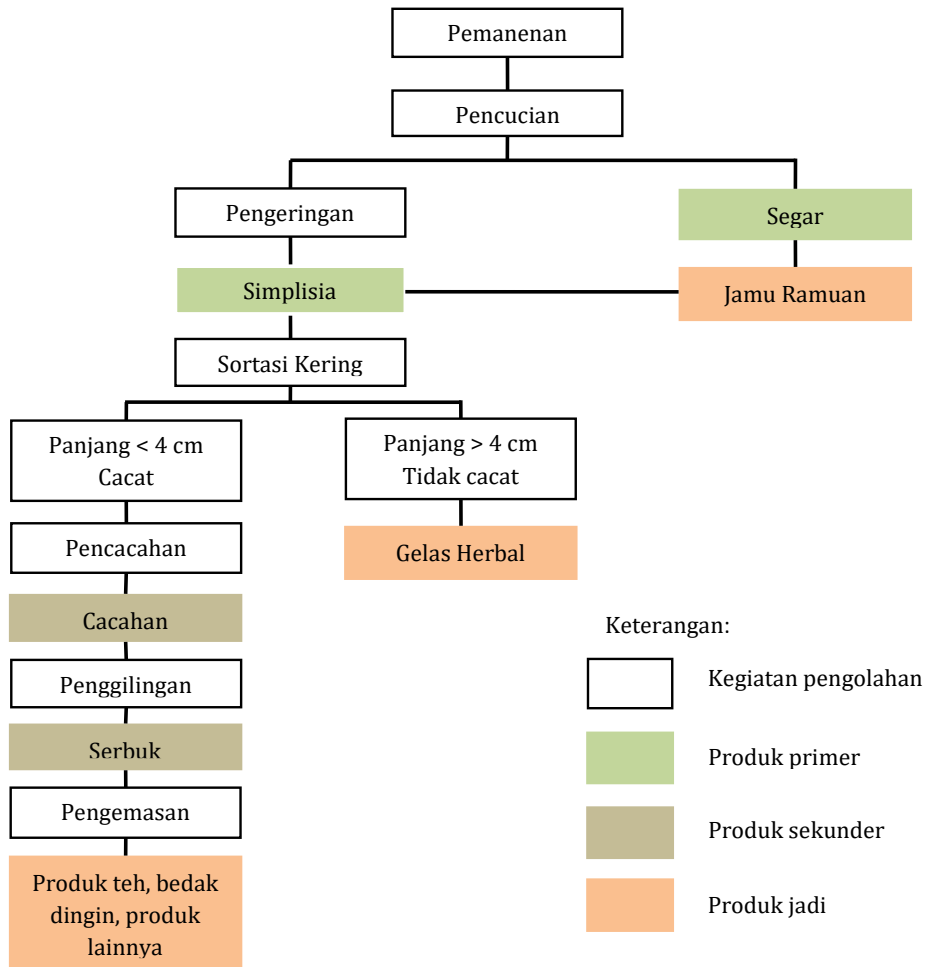 Pemanenan
Pencucian
Pengeringan
Segar
Simplisia
Jamu Ramuan
Sortasi Kering
Panjang < 4 cm
Cacat
Panjang > 4 cm
Tidak cacat
Pencacahan
Gelas Herbal
Cacahan
Penggilingan
Serbuk
Pengemasan
Produk teh, bedak
dingin, produk
lainnya
Keterangan:
Kegiatan pengolahan
Produk primer
Produk sekunder
Produk jadi